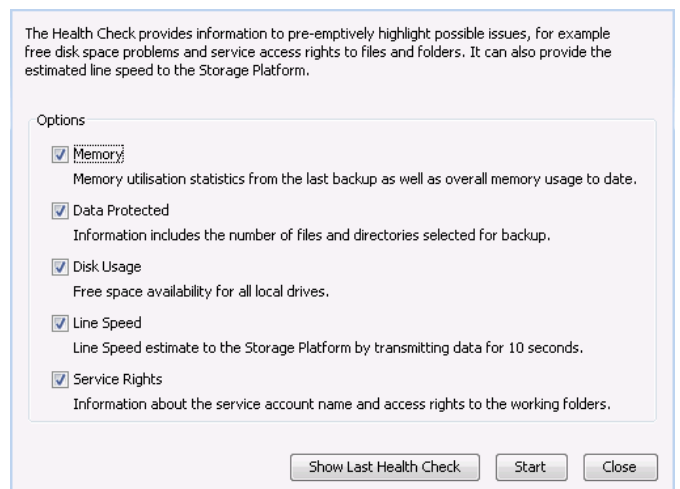 The Health Check provides information to pre-emptively highlight possible issues, for example
free disk space problems and service access rights to files and folders. It can also provide the
estimated line speed to the Storage Platform.
Options
Memory
Memory utilisation statistics from the last backup as well as overall memory usage to date.
Data Protected
Information includes the number of files and directories selected for backup.
Disk Usage
Free space availability for all local drives.
Line Speed
Line Speed estimate to the Storage Platform by transmitting data for 10 seconds.
Service Rights
Information about the service account name and access rights to the working folders.
Show Last Health Check
Start
Close